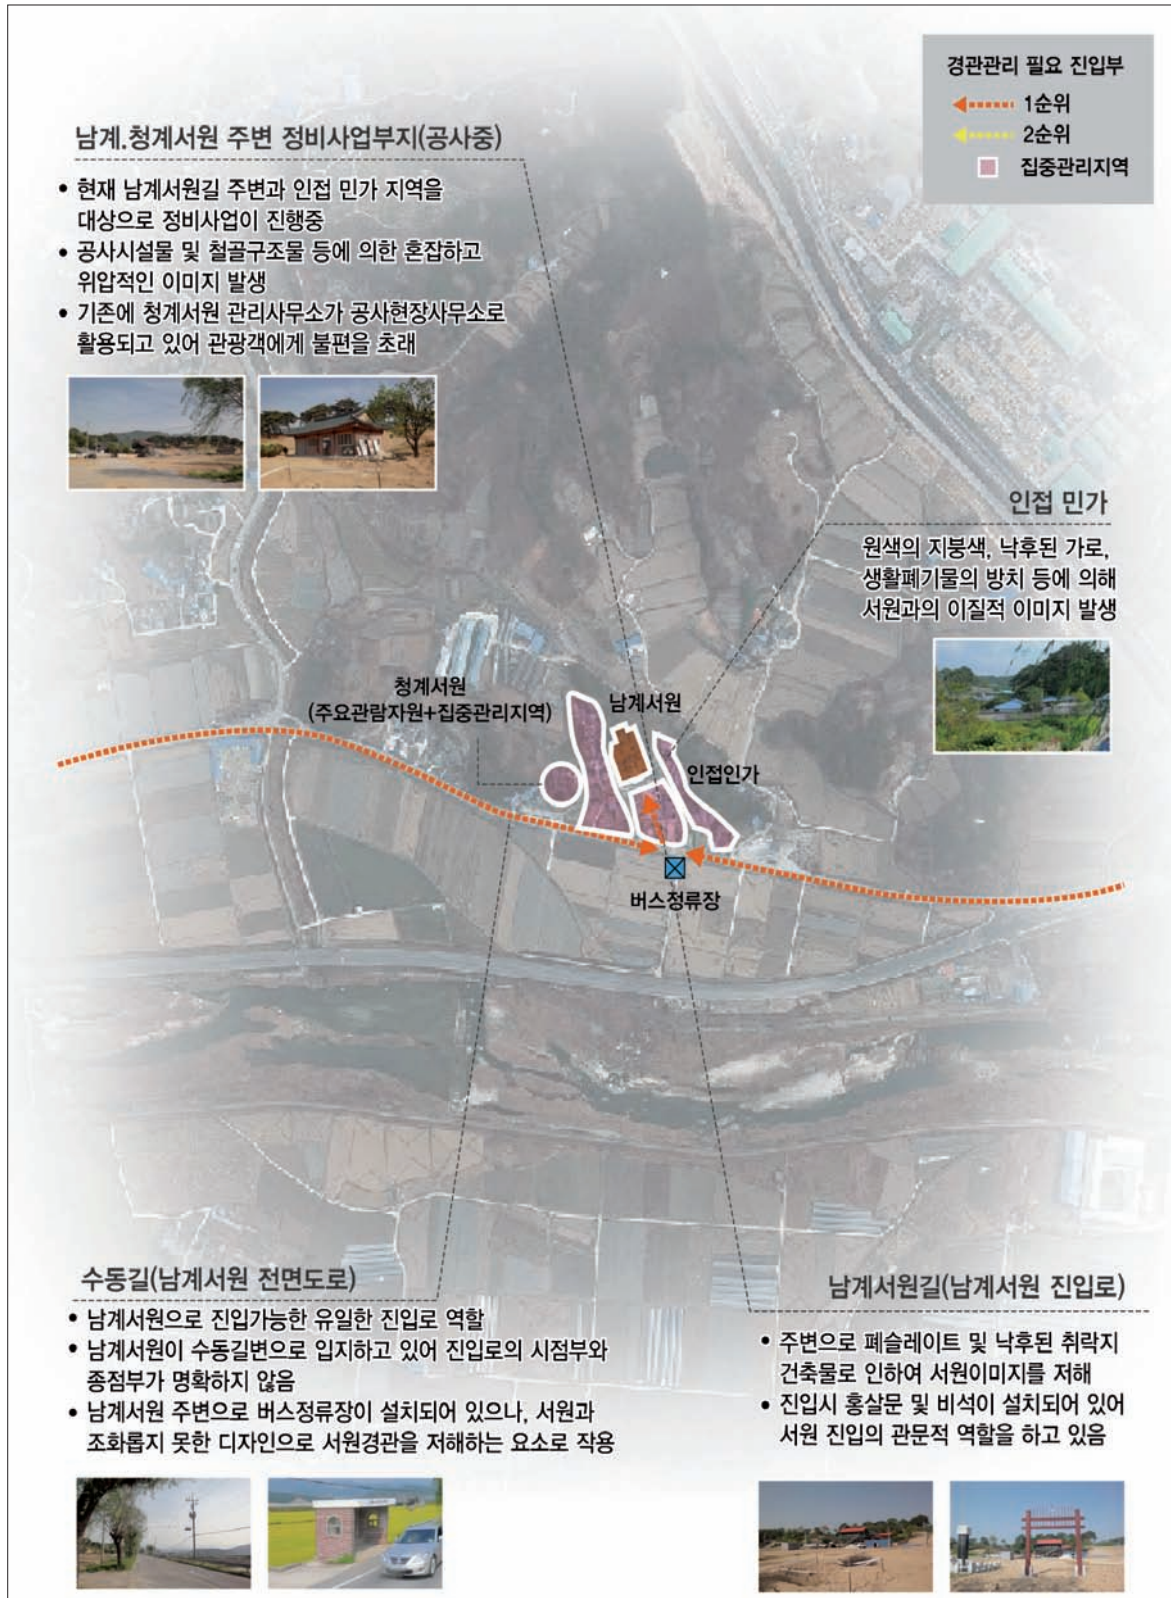 경관관리 필요 진입부
1순위
2순위
집중관리지역
남계.청계서원 주변 정비사업부지(공사중)
• 현재 남계서원길 주변과 인접 민가 지역을
대상으로 정비사업이 진행중
• 공사시설물 및 철골구조물 등에 의한 혼잡하고
위압적인 이미지 발생
• 기존에 청계서원 관리사무소가 공사현장사무소로
활용되고 있어 관광객에게 불편을 초래
인접 민가
원색의 지붕색, 낙후된 가로,
생활폐기물의 방치 등에 의해
서원과의 이질적 이미지 발생
청계서원
(주요관람자원+집중관리지역)
남계서원
인접인가
버스정류장
수동길(남계서원 전면도로)
• 남계서원으로 진입가능한 유일한 진입로 역할
• 남계서원이 수동길변으로 입지하고 있어 진입로의 시점부와
종점부가 명확하지 않음
• 남계서원 주변으로 버스정류장이 설치되어 있으나, 서원과
조화롭지 못한 디자인으로 서원경관을 저해하는 요소로 작용
남계서원길(남계서원 진입로)
• 주변으로 폐슬레이트 및 낙후된 취락지
건축물로 인하여 서원이미지를 저해
• 진입시 홍살문 및 비석이 설치되어 있어
서원 진입의 관문적 역할을 하고 있음